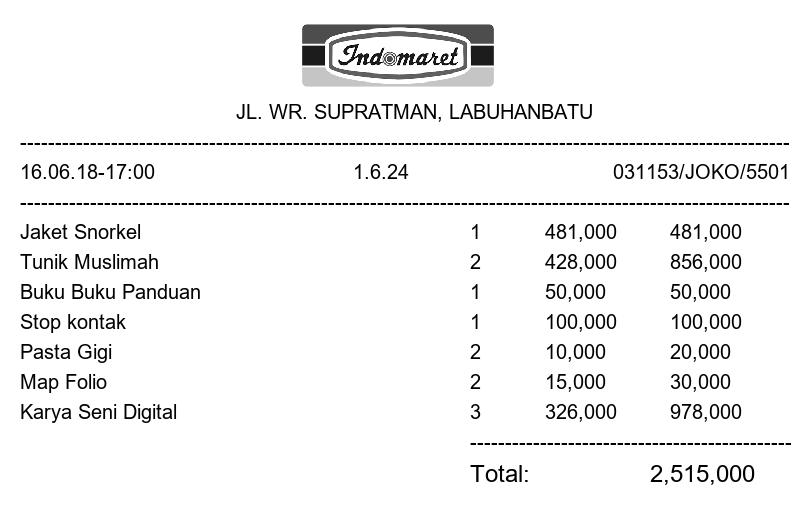 Indomaret
JL. WR. SUPRATMAN, LABUHANBATU
--------------------------------------------------------------------------------------------------------------
16.06.18-17:00 1.6.24 031153/JOKO/5501
--------------------------------------------------------------------------------------------------------------
Jaket Snorkel 1 481,000 481,000
Tunik Muslimah 2 428,000 856,000
Buku Buku Panduan 1 50,000 50,000
Stop kontak 1 100,000 100,000
Pasta Gigi 2 10,000 20,000
Map Folio 2 15,000 30,000
Karya Seni Digital 3 326,000 978,000
----------------------------------------------
Total: 2,515,000